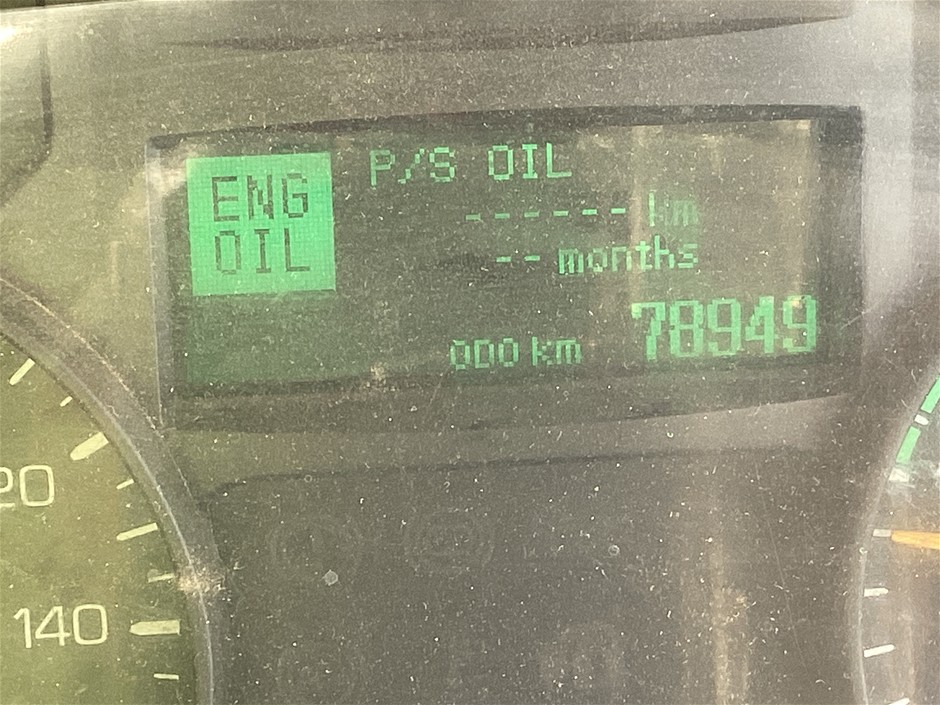 ENG
OIL
P/S OIL
------ km
-- months
000 km
78949
20
140